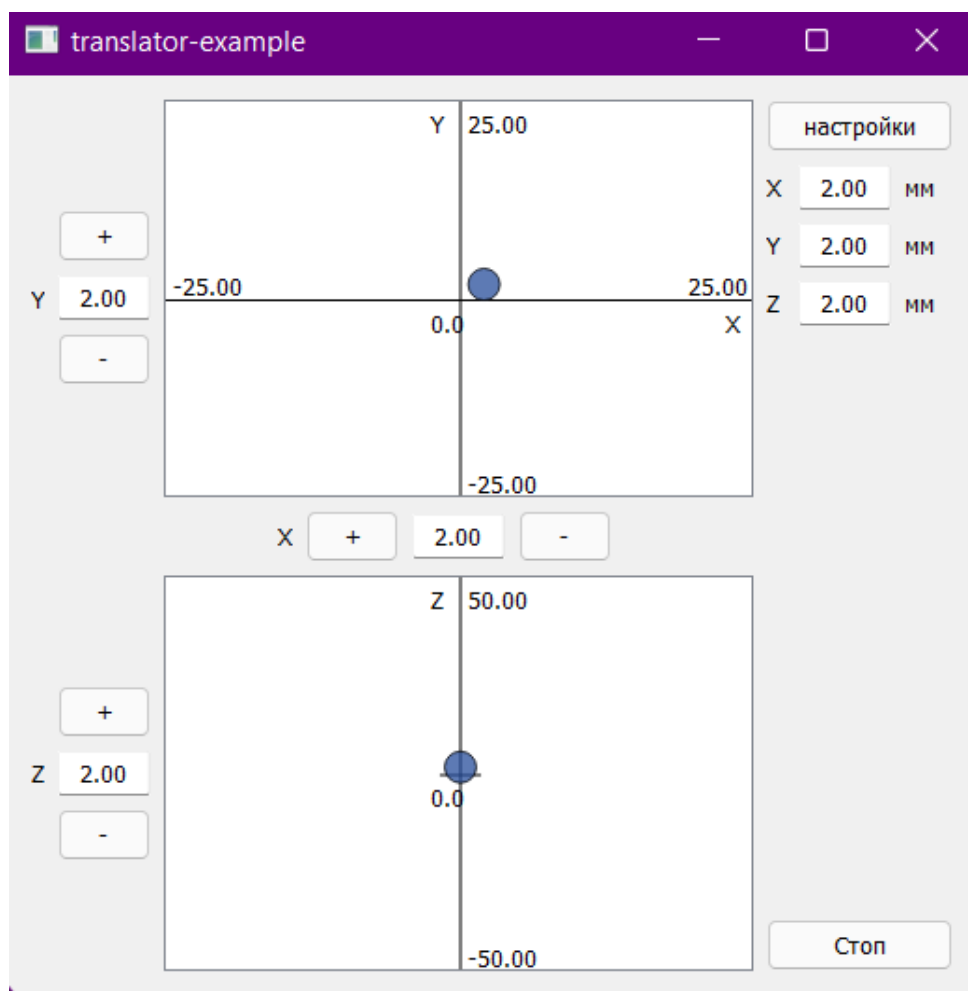 translator-example
Y 25.00
настройки
X 2.00 мм
+
Y 2.00 мм
-25.00
25.00
Y 2.00
Z 2.00 мм
0.0
X
-
-25.00
X + 2.00 -
Z 50.00
+
Z 2.00
0.0
-
Стоп
-50.00